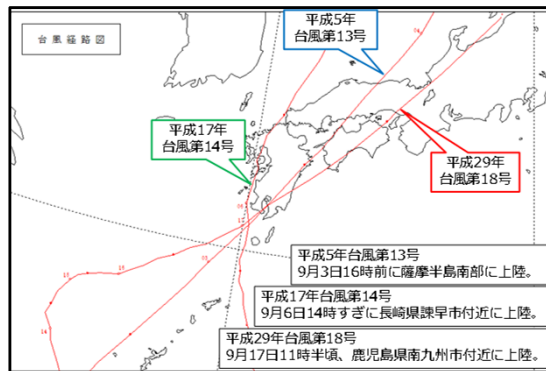 台風経路図
平成5年
台風第13号
平成17年
台風第14号
平成29年
台風第18号
平成5年台風第13号
9月3日16時前に薩摩半島南部に上陸。
平成17年台風第14号
9月6日14時すぎに長崎県諫早市付近に上陸。
平成29年台風第18号
9月17日11時半頃、鹿児島県南九州市付近に上陸。